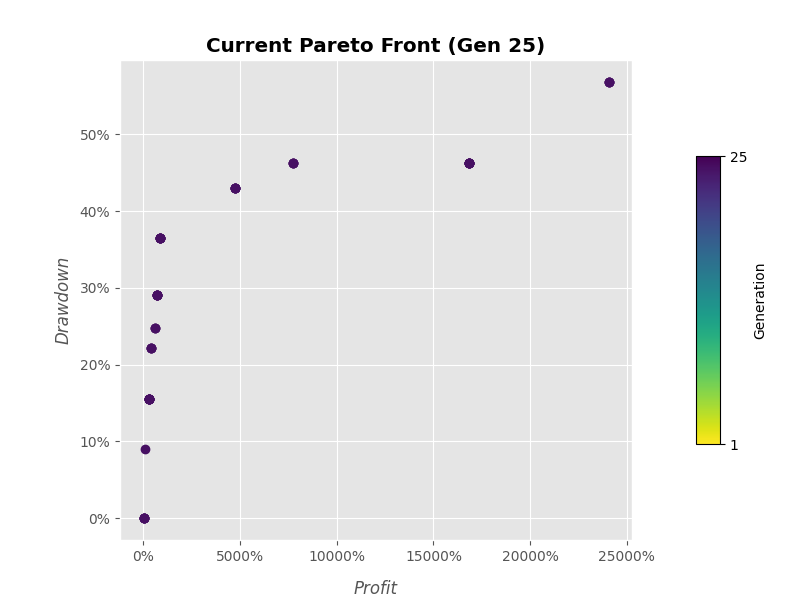 Current Pareto Front (Gen 25)
50%
40%
30%
20%
10%
0%
Drawdown
0% 5000% 10000% 15000% 20000% 25000%
Profit
25
1
Generation